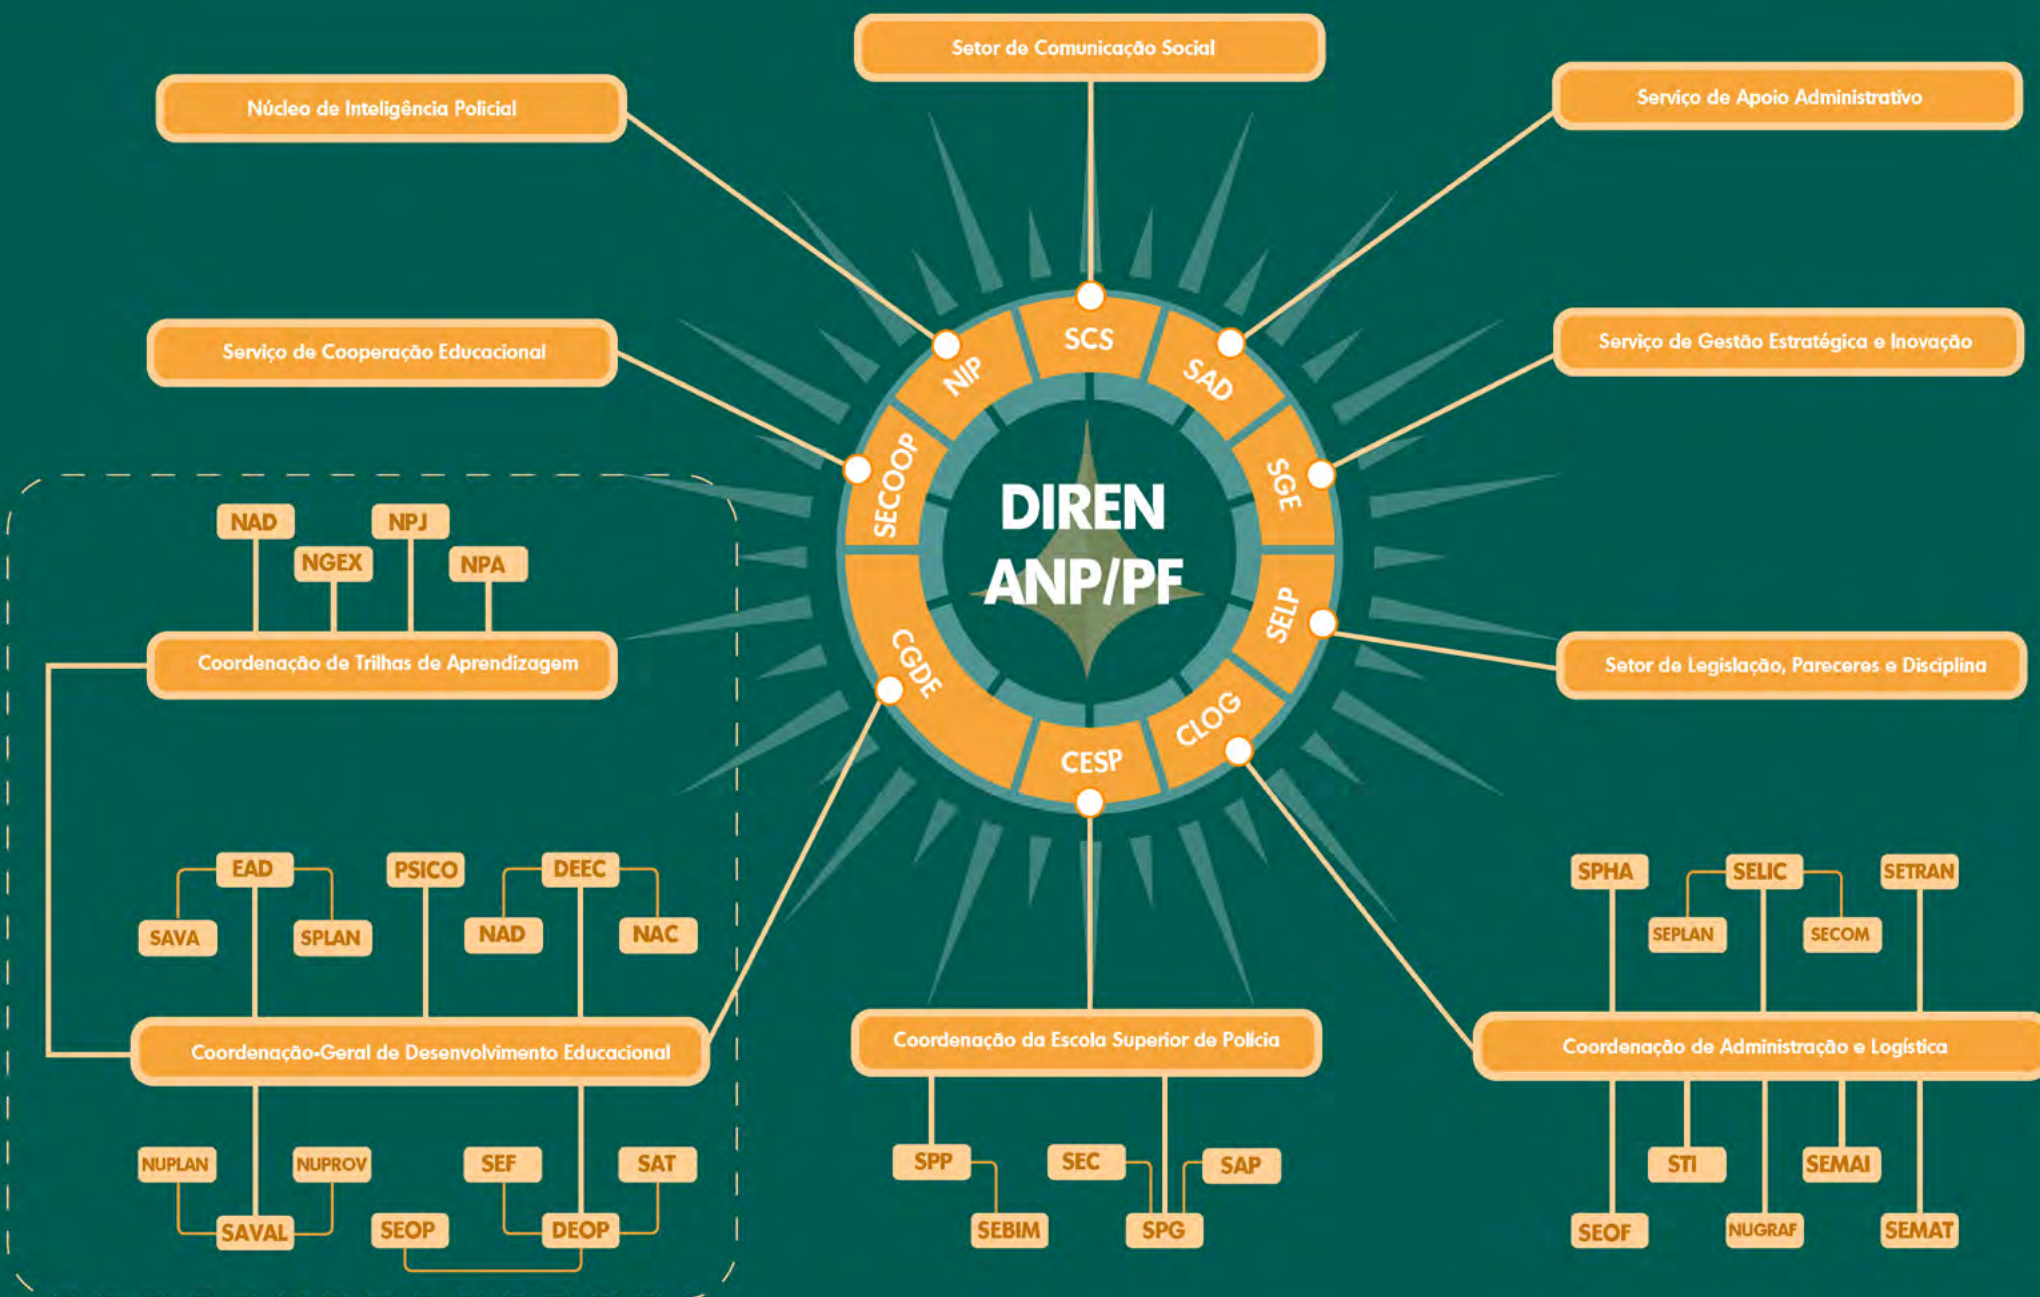 Setor de Comunicação Social
Núcleo de Inteligência Policial
Serviço de Apoio Administrativo
Serviço de Cooperação Educacional
Serviço de Gestão Estratégica e Inovação
SCS
NIP
SAD
SECOOP
SGE
DIREN
ANP/PF
SELP
CGDE
CLOG
CESP
NAD
NPJ
NGEX
NPA
Coordenação de Trilhas de Aprendizagem
Setor de Legislação, Pareceres e Disciplina
EAD
PSICO
DEEC
SAVA
SPLAN
NAD
NAC
Coordenação-Geral de Desenvolvimento Educacional
NUPLAN
NUPROV
SEF
SAT
SAVAL
SEOP
DEOP
Coordenação da Escola Superior de Polícia
SPP
SEC
SAP
SEBIM
SPG
SPHA
SELIC
SETRAN
SEPLAN
SECOM
Coordenação de Administração e Logística
STI
SEMAI
SEOF
NUGRAF
SEMAT